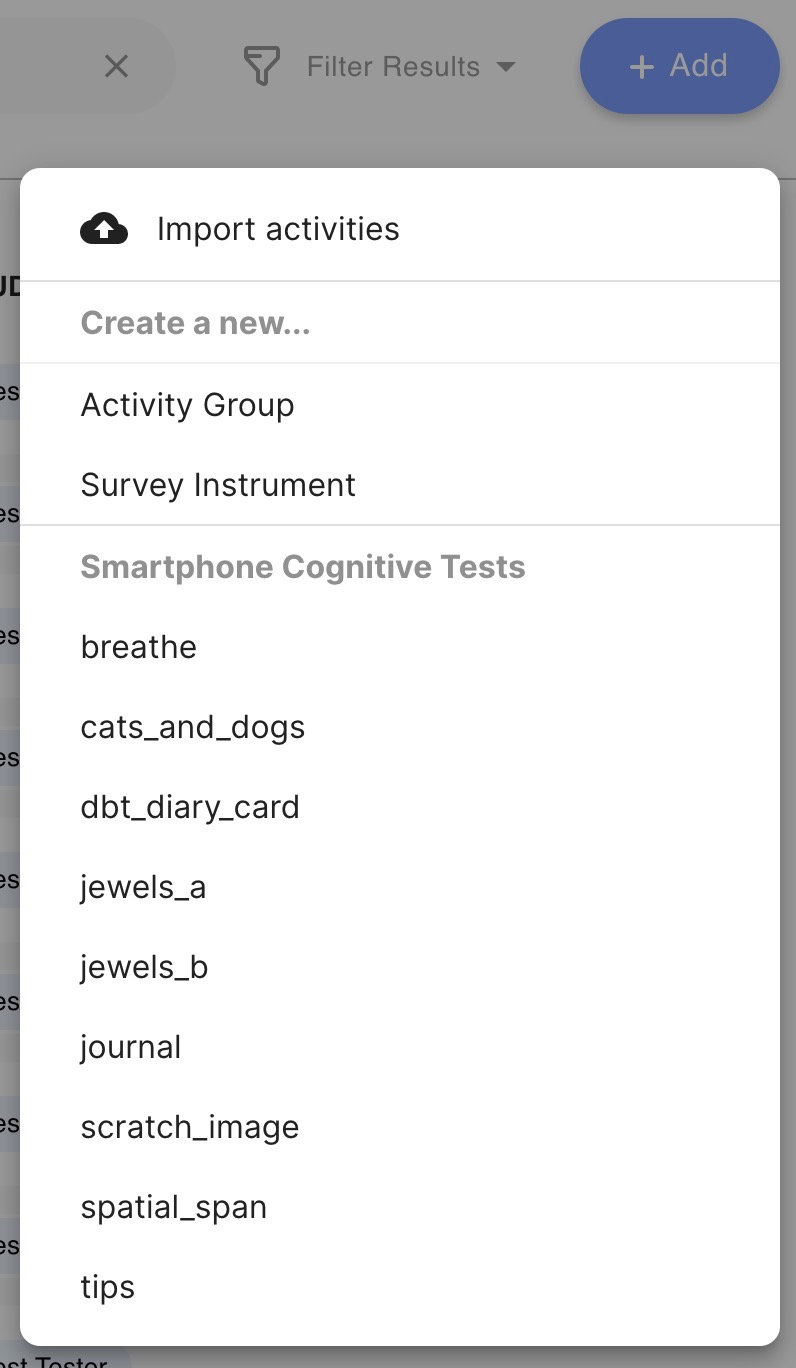 Filter Results
+ Add
Import activities
Create a new...
Activity Group
Survey Instrument
Smartphone Cognitive Tests
breathe
cats_and_dogs
dbt_diary_card
jewels_a
jewels_b
journal
scratch_image
spatial_span
tips